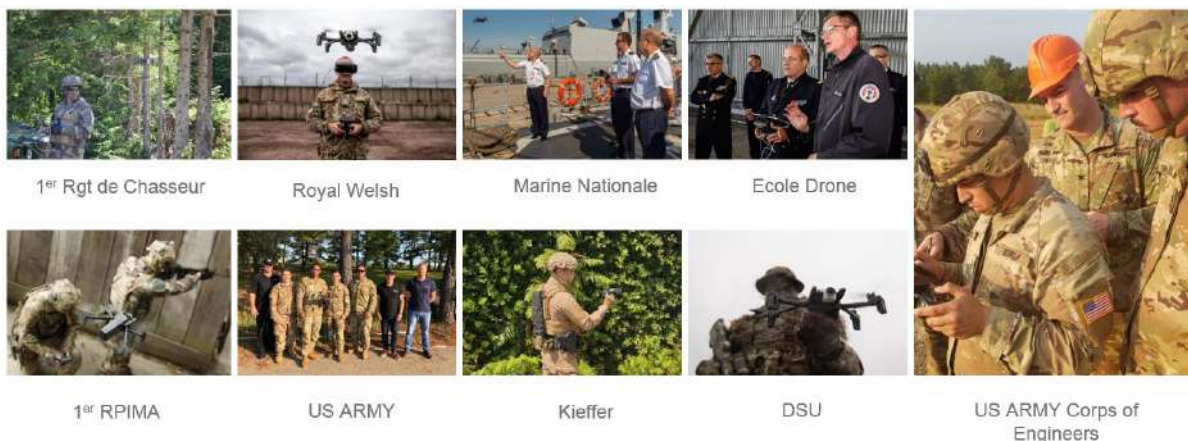 1er Rgt de Chasseur
Royal Welsh
Marine Nationale
Ecole Drone
1er RPIMA
US ARMY
Kieffer
DSU
US ARMY Corps of
Engineers